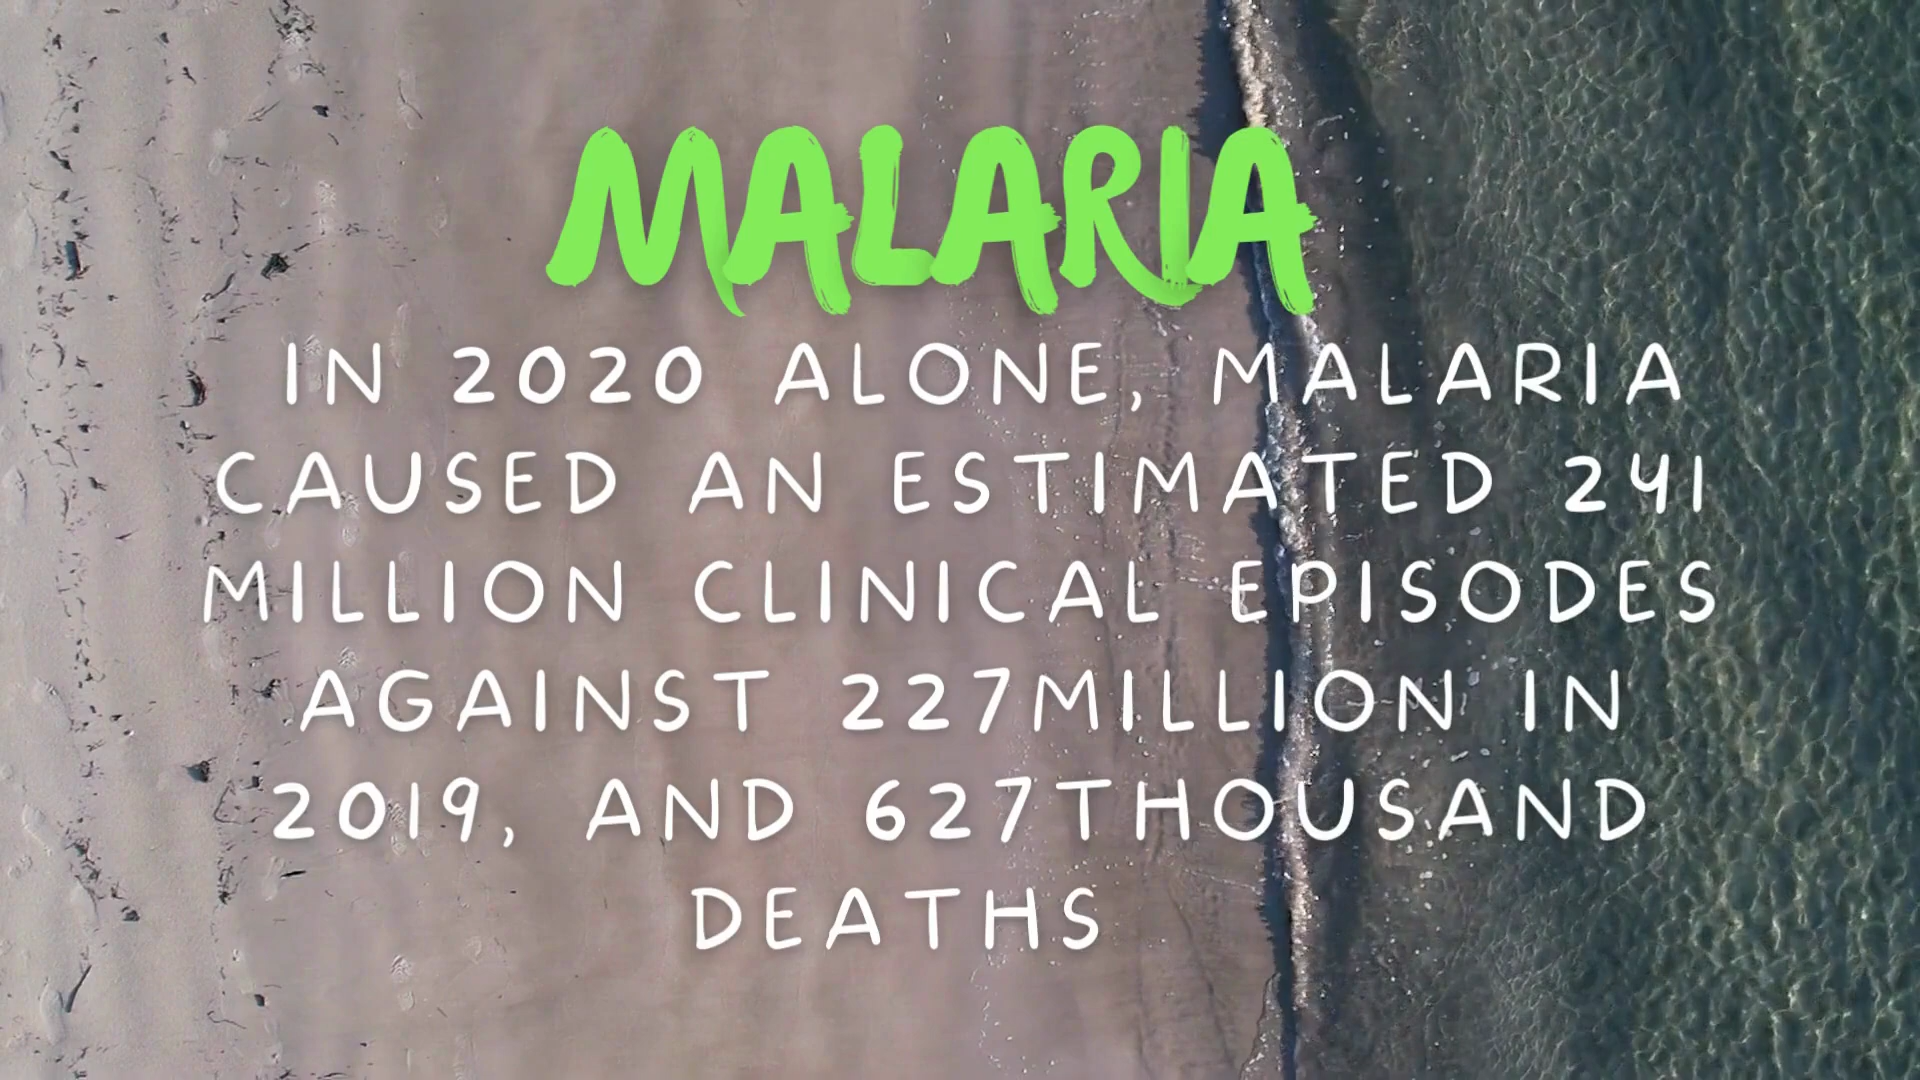 MALARIA
IN 2020 ALONE, MALARIA
CAUSED AN ESTIMATED 241
MILLION CLINICAL EPISODES
AGAINST 227MILLION IN
2019, AND 627THOUSAND
DEATHS